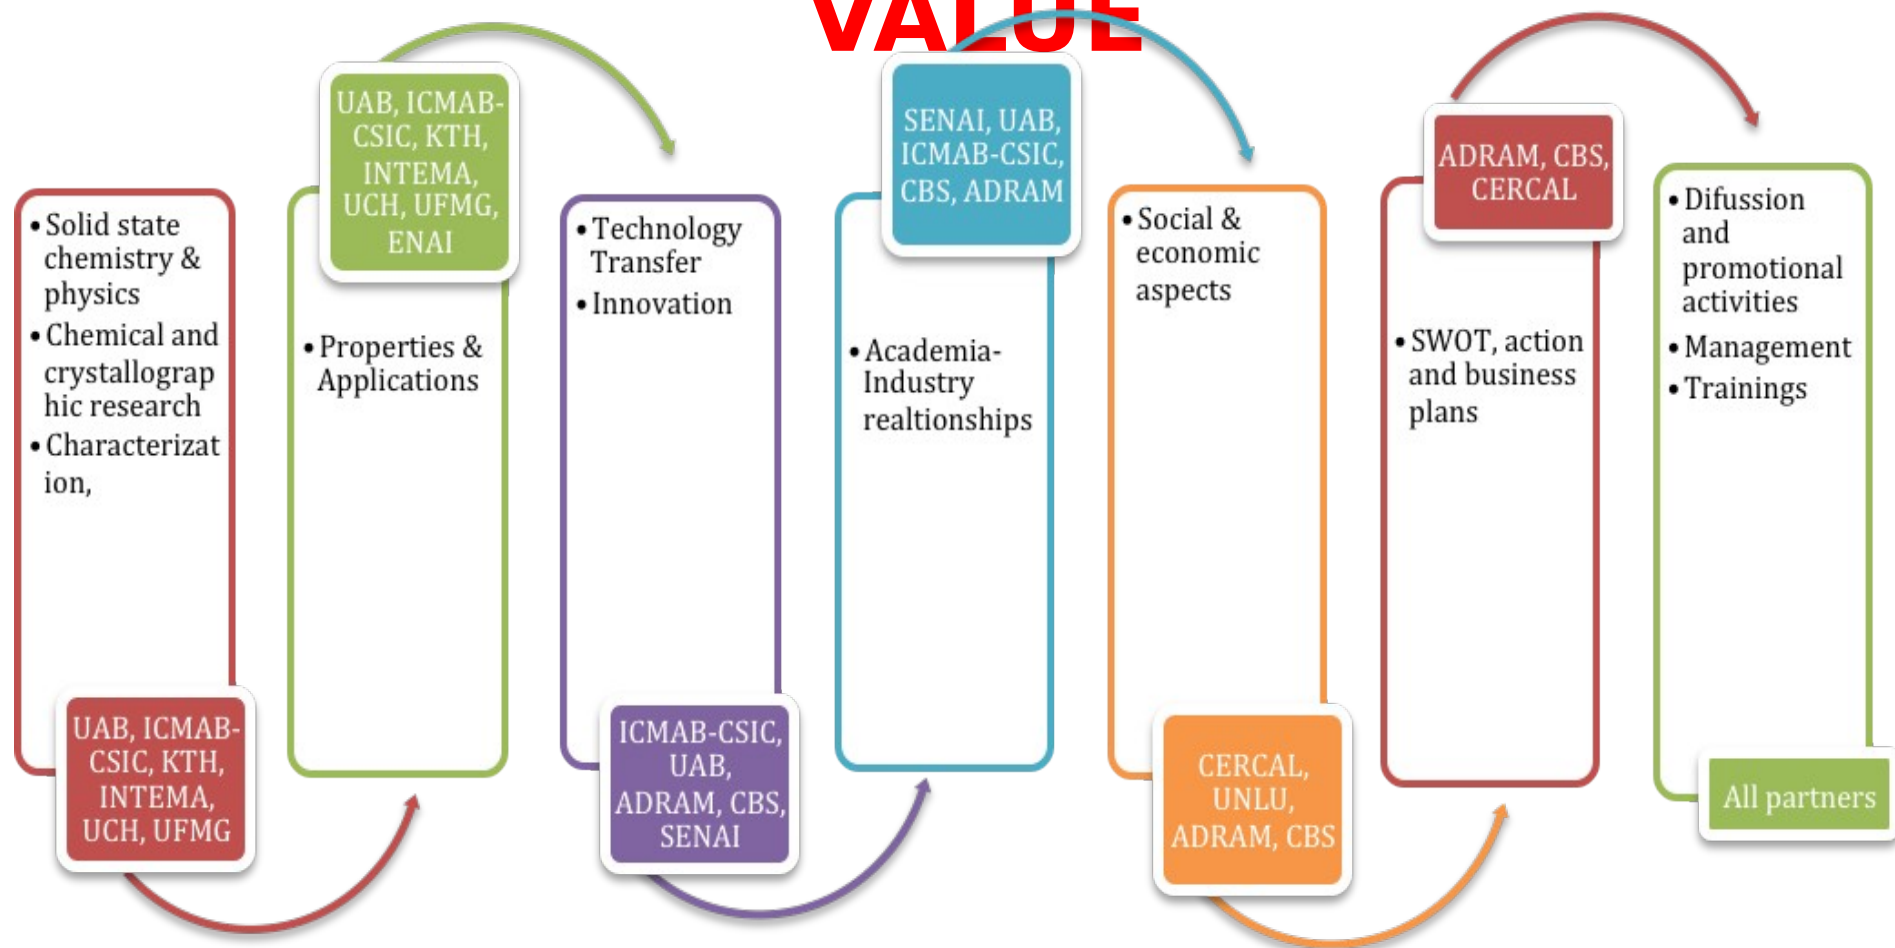 VALUE
• Solid state
chemistry &
physics
• Chemical and
crystallograp
hic research
• Characterizat
ion,
UAB, ICMAB-
CSIC, KTH,
INTEMA,
UCH, UFMG
UAB, ICMAB-
CSIC, KTH,
INTEMA,
UCH, UFMG,
ENAI
• Properties &
Applications
• Technology
Transfer
• Innovation
ICMAB-CSIC,
UAB,
ADRAM, CBS,
SENAI
SENAI, UAB,
ICMAB-CSIC,
CBS, ADRAM
• Academia-
Industry
realtionships
• Social &
economic
aspects
CERCAL,
UNLU,
ADRAM, CBS
ADRAM, CBS,
CERCAL
• SWOT, action
and business
plans
• Difussion
and
promotional
activities
• Management
• Trainings
All partners